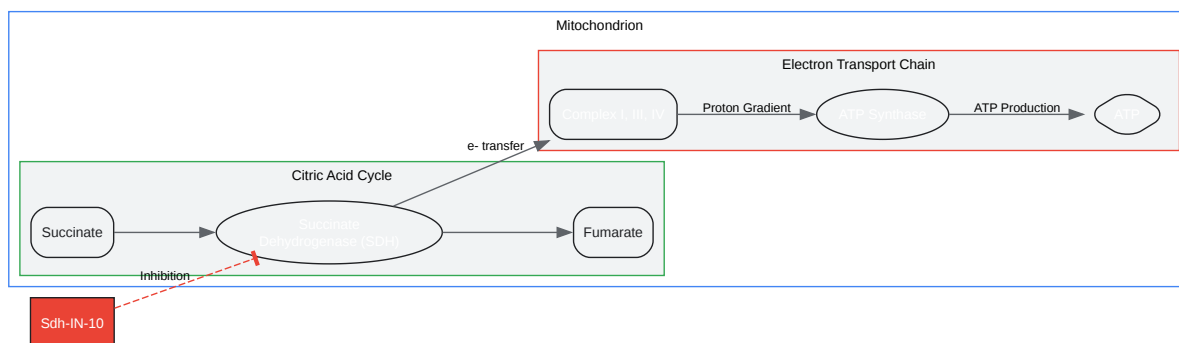 Mitochondrion
Electron Transport Chain
Complex I, III, IV
Proton Gradient
ATP Synthase
ATP Production
ATP
e- transfer
Citric Acid Cycle
Succinate
Succinate
Dehydrogenase (SDH)
Fumarate
Inhibition
Sdh-IN-10